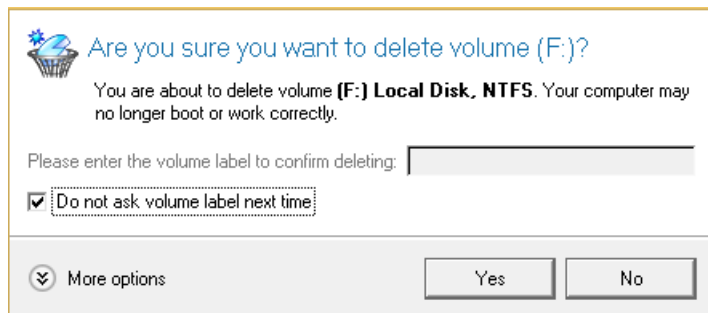 Are you sure you want to delete volume (F:)?
You are about to delete volume (F:) Local Disk, NTFS. Your computer may
no longer boot or work correctly.
Please enter the volume label to confirm deleting:
Do not ask volume label next time
More options
Yes
No